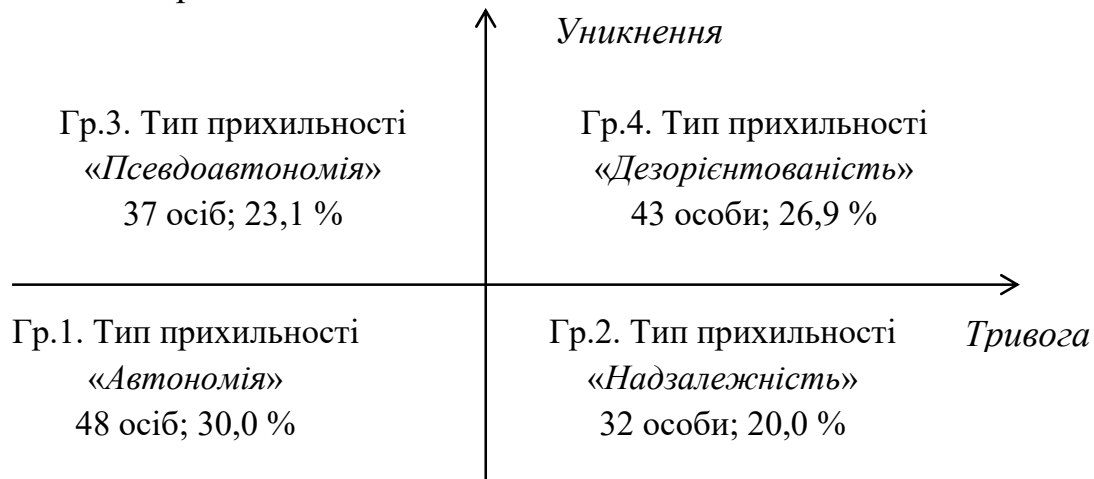 Уникнення
Гр.3. Тип прихильності
«Псевдоавтономія»
37 осіб; 23,1 %
Гр.4. Тип прихильності
«Дезорієнтованість»
43 особи; 26,9 %
Гр.1. Тип прихильності
«Автономія»
48 осіб; 30,0 %
Гр.2. Тип прихильності
«Надзалежність»
32 особи; 20,0 %
Тривога